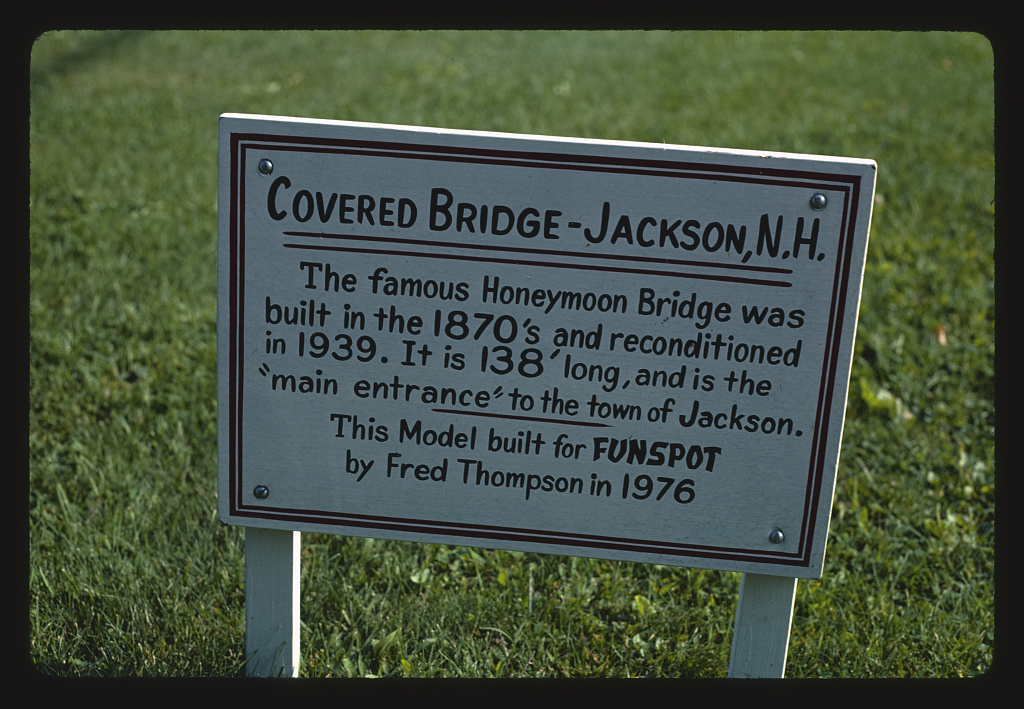 COVERED BRIDGE - JACKSON, N.H.
The famous Honeymoon Bridge was
built in the 1870's and reconditioned
in 1939. It is 138' long, and is the
"main entrance" to the town of Jackson.
This Model built for FUNSPOT
by Fred Thompson in 1976